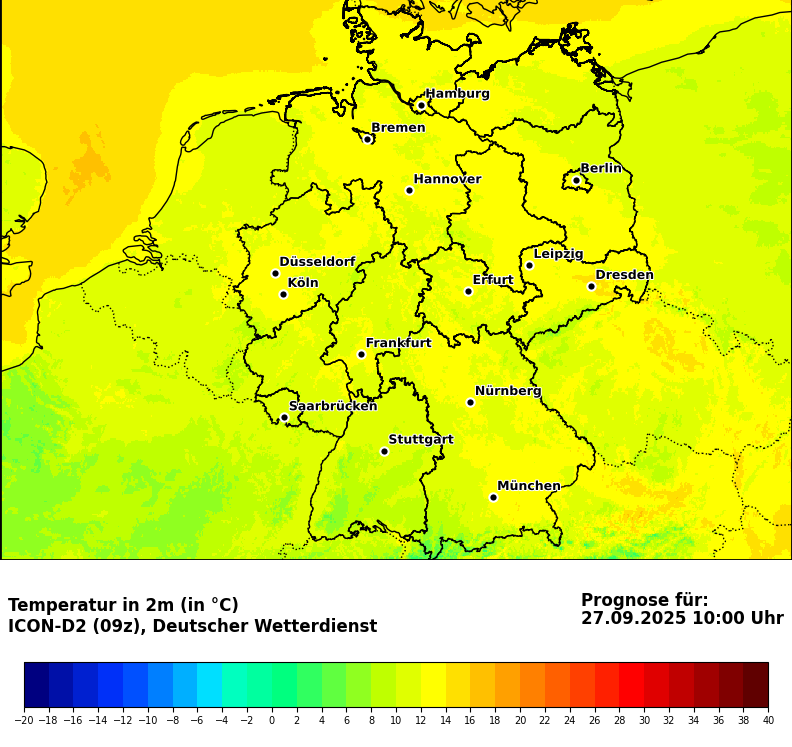 Hamburg
Bremen
Berlin
Hannover
Leipzig
Düsseldorf
Dresden
Köln
Erfurt
Frankfurt
Nürnberg
Saarbrücken
Stuttgart
München
Temperatur in 2m (in °C)
ICON-D2 (09z), Deutscher Wetterdienst
Prognose für:
27.09.2025 10:00 Uhr
−20 −18 −16 −14 −12 −10 −8 −6 −4 −2 0 2 4 6 8 10 12 14 16 18 20 22 24 26 28 30 32 34 36 38 40